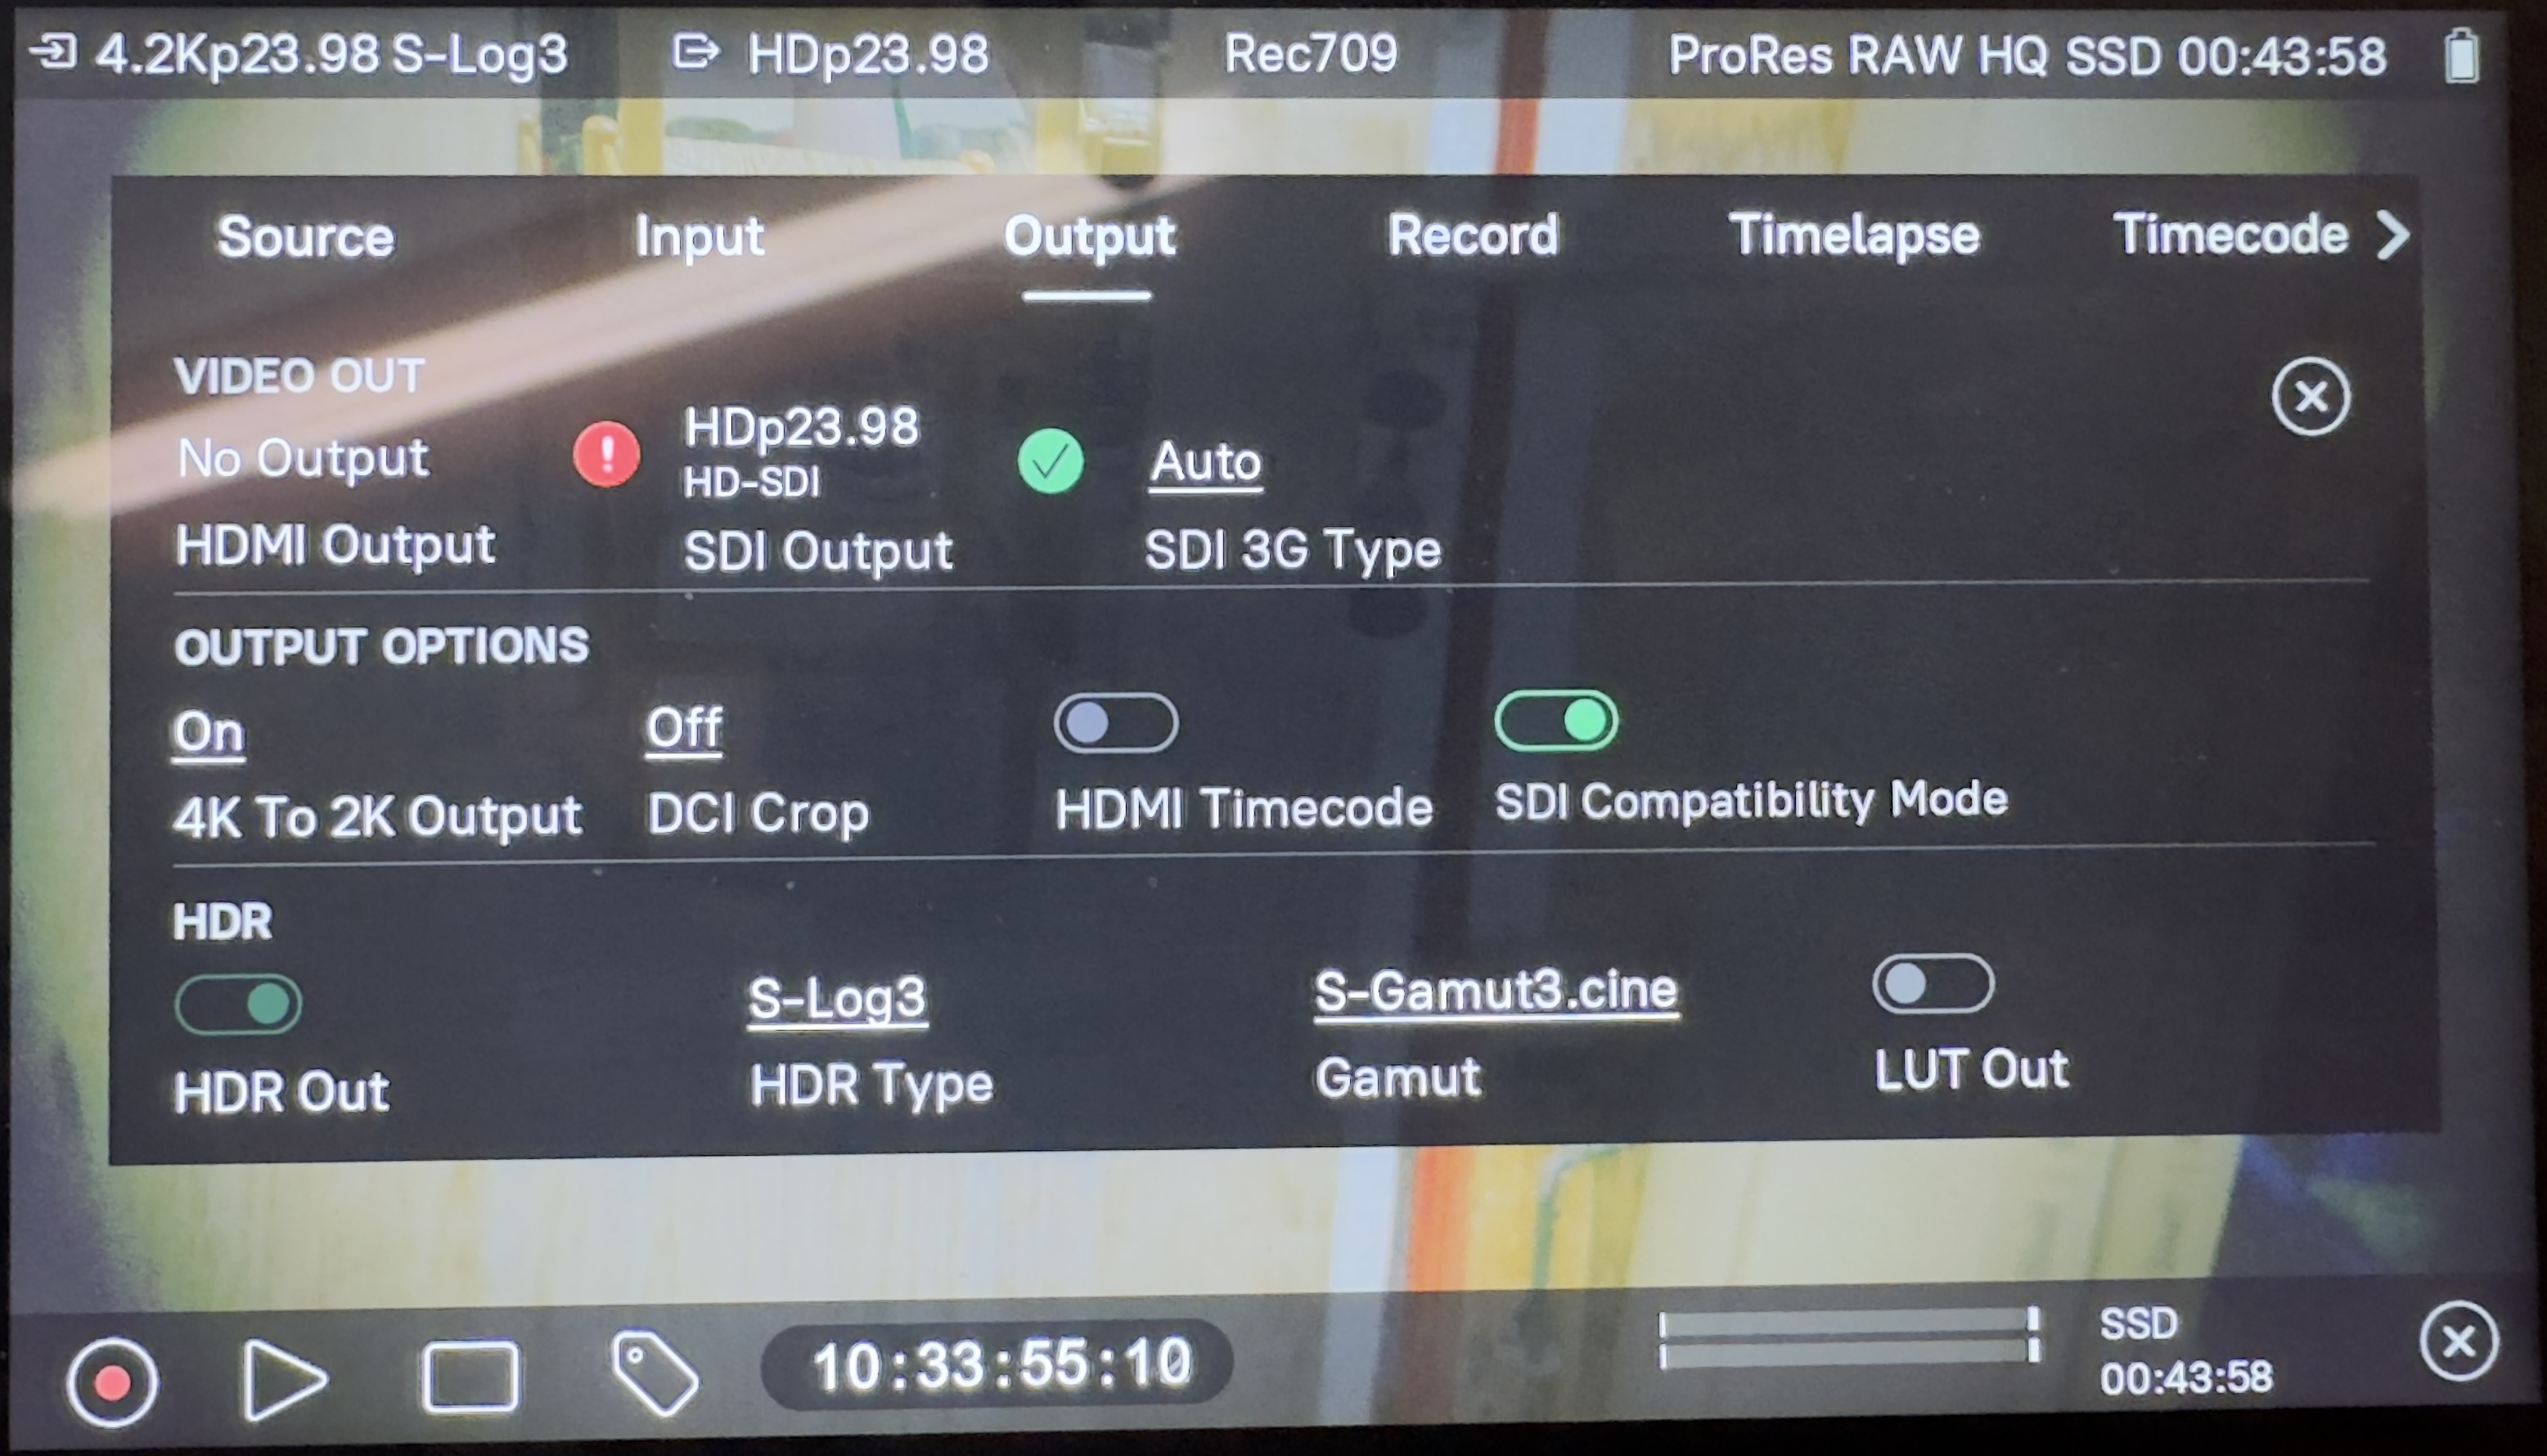 4.2Kp23.98 S-Log3 HDp23.98 Rec709 ProRes RAW HQ SSD 00:43:58
Source Input Output Record Timelapse Timecode
VIDEO OUT
No Output ! HDp23.98 Auto
HD-SDI
HDMI Output SDI Output SDI 3G Type
OUTPUT OPTIONS
On Off
4K To 2K Output DCI Crop HDMI Timecode SDI Compatibility Mode
HDR
S-Log3 S-Gamut3.cine
HDR Out HDR Type Gamut LUT Out
10:33:55:10 SSD
00:43:58